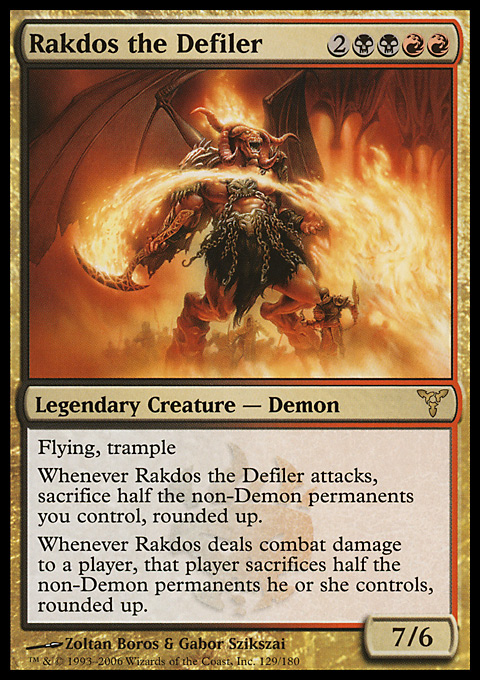 Rakdos the Defiler 2
Legendary Creature — Demon
Flying, trample
Whenever Rakdos the Defiler attacks,
sacrifice half the non-Demon permanents
you control, rounded up.
Whenever Rakdos deals combat damage
to a player, that player sacrifices half the
non-Demon permanents he or she controls,
rounded up.
Zoltan Boros & Gabor Szikszai
™ & © 1993–2006 Wizards of the Coast, Inc. 129/180
7/6